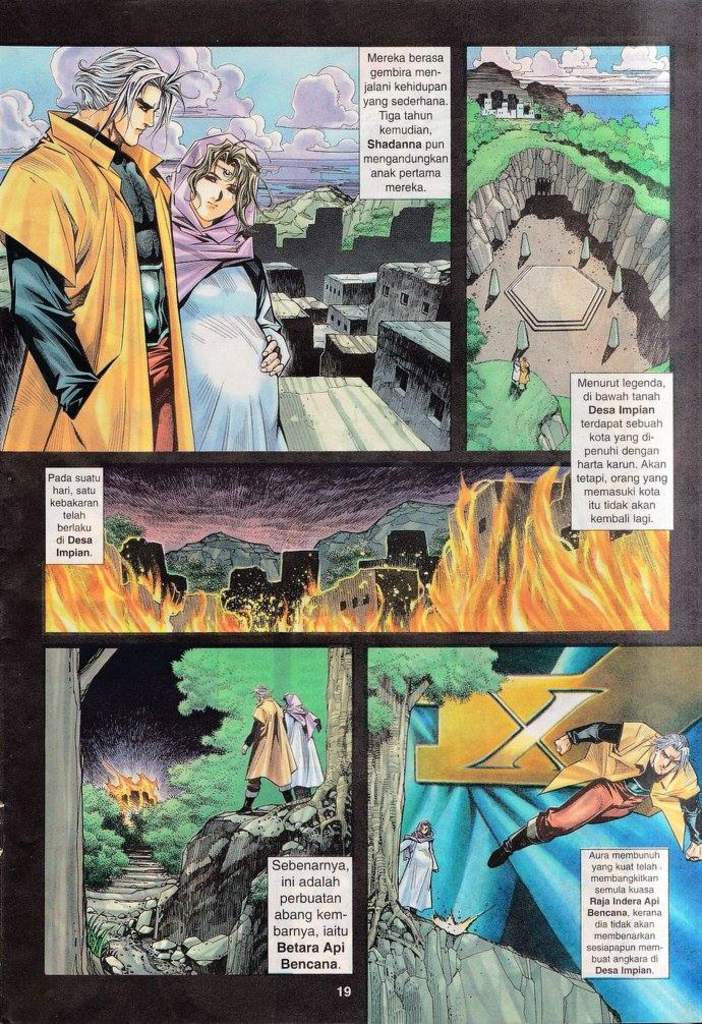 Mereka berasa
gembira men-
jalani kehidupan
yang sederhana.
Tiga tahun
kemudian,
Shadanna pun
mengandungkan
anak pertama
mereka.
Menurut legenda,
di bawah tanah
Desa Impian
terdapat sebuah
kota yang di-
penuhi dengan
harta karun. Akan
tetapi, orang yang
memasuki kota
itu tidak akan
kembali lagi.
Pada suatu
hari, satu
kebakaran
telah
berlaku
di Desa
Impian.
Sebenarnya,
ini adalah
perbuatan
abang kem-
barnya, iaitu
Betara Api
Bencana.
X
Aura membunuh
yang kuat telah
membangkitkan
semula kuasa
Raja Indera Api
Bencana, kerana
dia tidak akan
membenarkan
sesiapapun mem-
buat angkara di
Desa Impian.
19